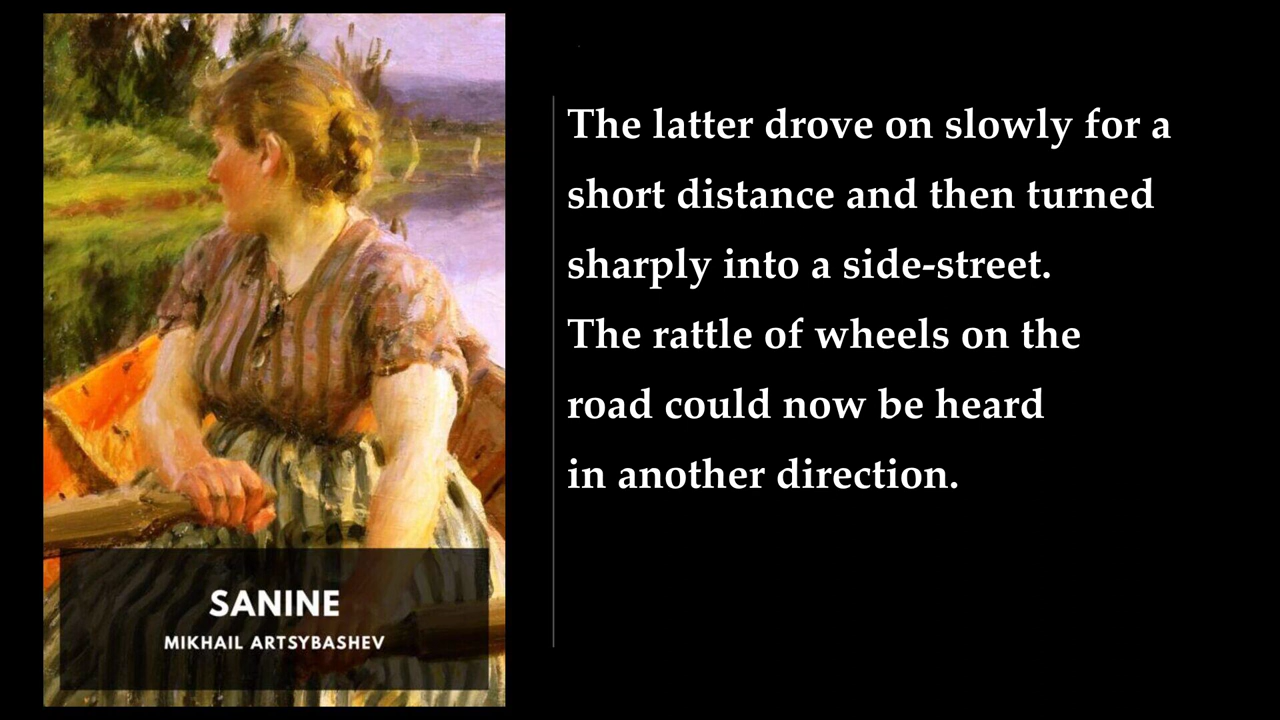 SANINE
MIKHAIL ARTSYBASHEV
The latter drove on slowly for a
short distance and then turned
sharply into a side-street.
The rattle of wheels on the
road could now be heard
in another direction.